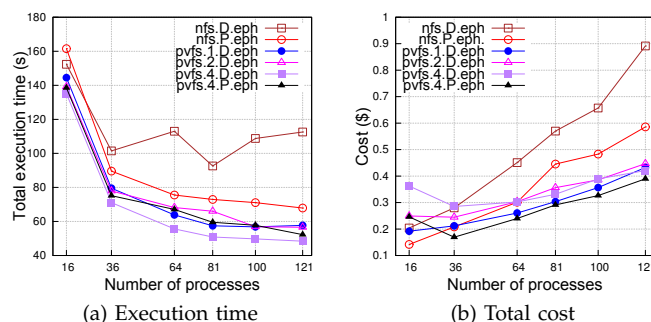 nfs.D.eph
nfs.P.eph
pvfs.1.D.eph
pvfs.2.D.eph
pvfs.4.D.eph
pvfs.4.P.eph
Total execution time (s)
180
160
140
120
100
80
60
40
16 36 64 81 100 121
Number of processes
(a) Execution time
nfs.D.eph
nfs.P.eph.
pvfs.1.D.eph
pvfs.2.D.eph
pvfs.4.D.eph
pvfs.4.P.eph
Cost ($)
1
0.9
0.8
0.7
0.6
0.5
0.4
0.3
0.2
0.1
16 36 64 81 100 12
Number of processes
(b) Total cost